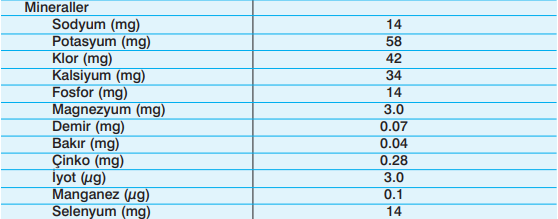 Mineraller
Sodyum (mg) 14
Potasyum (mg) 58
Klor (mg) 42
Kalsiyum (mg) 34
Fosfor (mg) 14
Magnezyum (mg) 3.0
Demir (mg) 0.07
Bakır (mg) 0.04
Çinko (mg) 0.28
İyot (µg) 3.0
Manganez (µg) 0.1
Selenyum (mg) 14